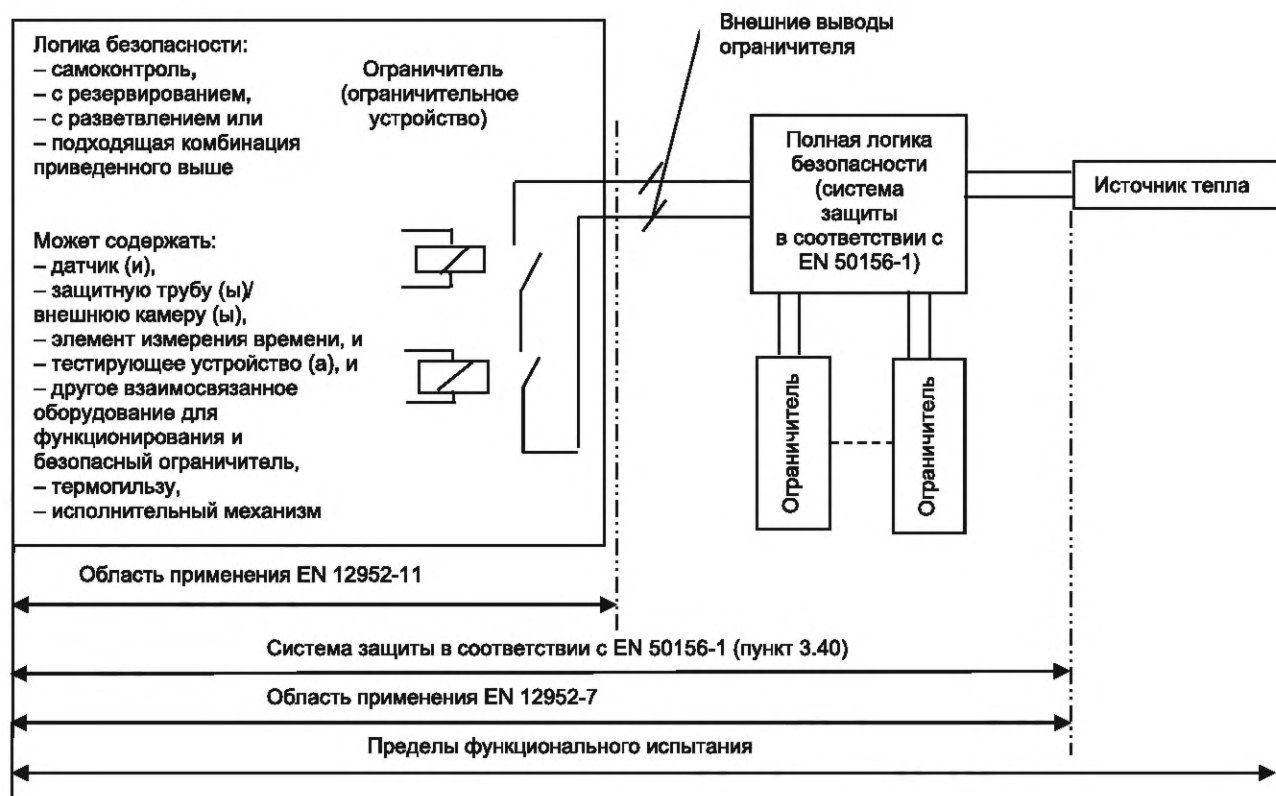 Логика безопасности:
– самоконтроль,
– с резервированием,
– с разветвлением или
– подходящая комбинация
приведенного выше
Ограничитель
(ограничительное
устройство)
Может содержать:
– датчик (и),
– защитную трубу (ы)/
внешнюю камеру (ы),
– элемент измерения времени, и
– тестирующее устройство (а), и
– другое взаимосвязанное
оборудование для
функционирования и
безопасный ограничитель,
– термогильзу,
– исполнительный механизм
Внешние выводы
ограничителя
Полная логика
безопасности
(система
защиты
в соответствии с
EN 50156-1)
Источник тепла
Ограничитель
Ограничитель
Область применения EN 12952-11
Система защиты в соответствии с EN 50156-1 (пункт 3.40)
Область применения EN 12952-7
Пределы функционального испытания